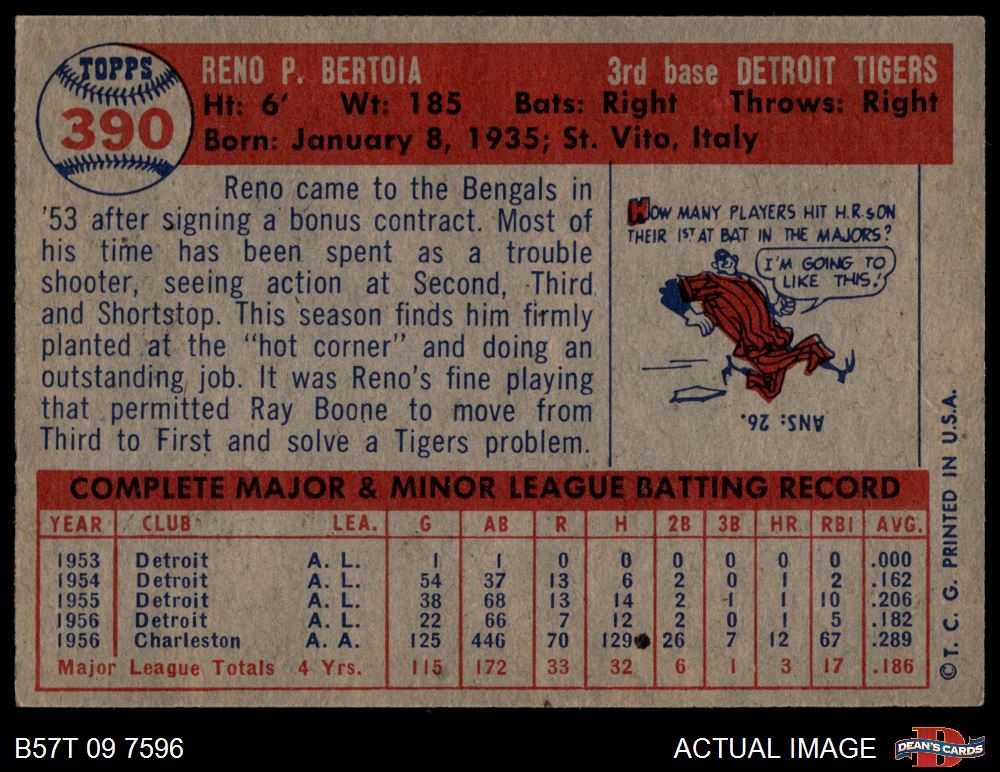 TOPPS
390
RENO P. BERTOIA 3rd base DETROIT TIGERS
Ht: 6' Wt: 185 Bats: Right Throws: Right
Born: January 8, 1935; St. Vito, Italy
Reno came to the Bengals in
'53 after signing a bonus contract. Most of
his time has been spent as a trouble
shooter, seeing action at Second, Third
and Shortstop. This season finds him firmly
planted at the "hot corner" and doing an
outstanding job. It was Reno's fine playing
that permitted Ray Boone to move from
Third to First and solve a Tigers problem.
HOW MANY PLAYERS HIT H.R.s ON
THEIR 1ST AT BAT IN THE MAJORS?
I'M GOING TO
LIKE THIS!
ANS: 26.
COMPLETE MAJOR & MINOR LEAGUE BATTING RECORD
YEAR CLUB LEA. G AB R H 2B 3B HR RBI AVG.
1953 Detroit A. L. 1 1 0 0 0 0 0 0 .000
1954 Detroit A. L. 54 37 13 6 2 0 1 2 .162
1955 Detroit A. L. 38 68 13 14 2 1 1 10 .206
1956 Detroit A. L. 22 66 7 12 2 0 1 5 .182
1956 Charleston A. A. 125 446 70 129 26 7 12 67 .289
Major League Totals 4 Yrs. 115 172 33 32 6 1 3 17 .186
©T. C. G. PRINTED IN U.S.A.
B57T 09 7596 ACTUAL IMAGE
DEAN'S CARDS